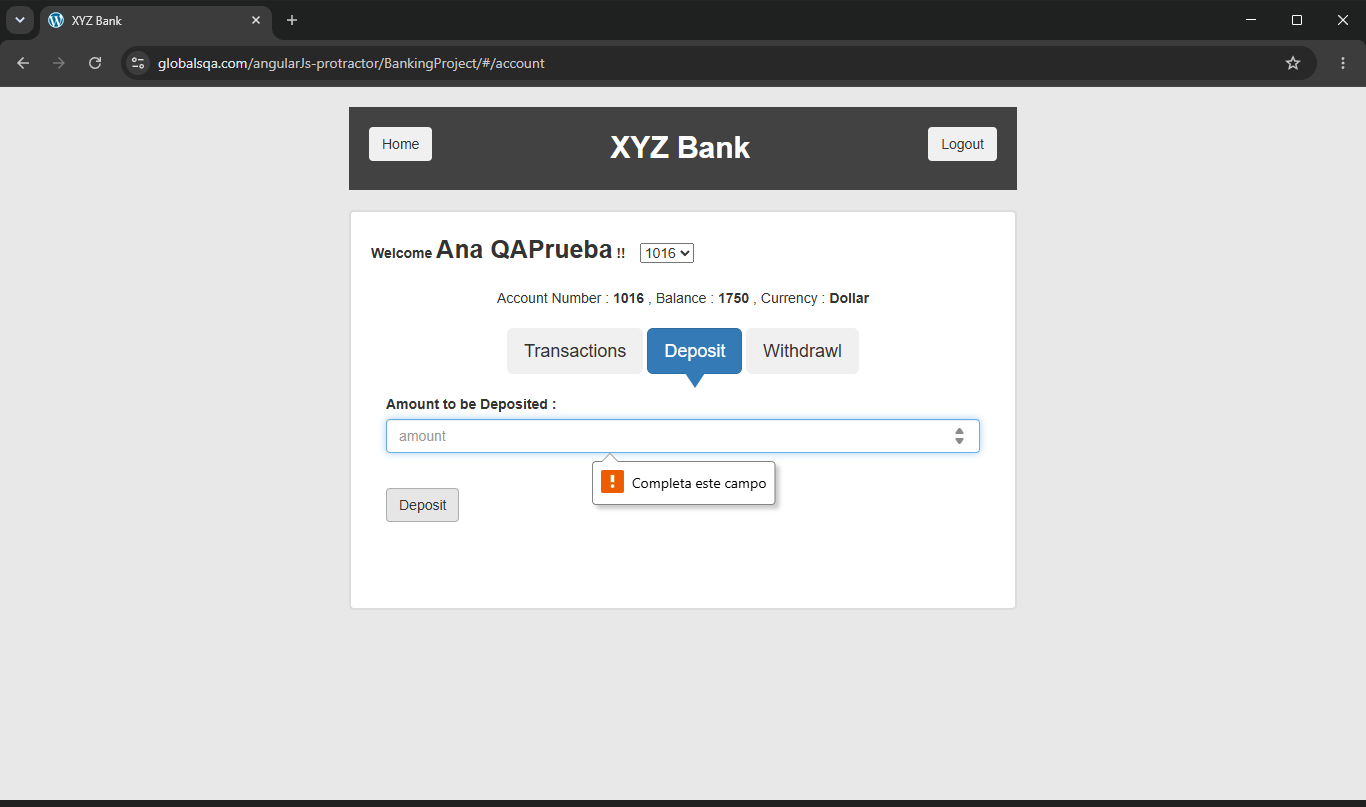 XYZ Bank
globalsqa.com/angularJs-protractor/BankingProject/#/account
Home
XYZ Bank
Logout
Welcome Ana QAPrueba !! 1016
Account Number : 1016 , Balance : 1750 , Currency : Dollar
Transactions
Deposit
Withdrawl
Amount to be Deposited :
amount
Completa este campo
Deposit